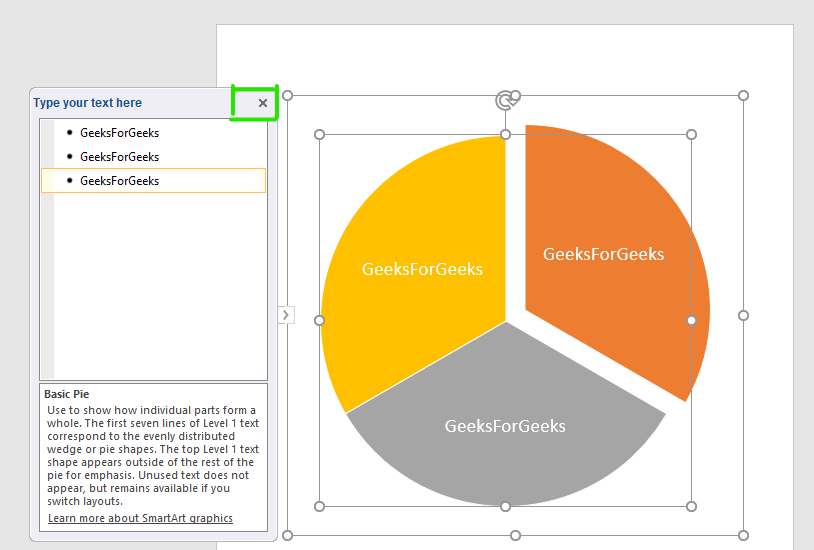 Type your text here
GeeksForGeeks
GeeksForGeeks
GeeksForGeeks
Basic Pie
Use to show how individual parts form a
whole. The first seven lines of Level 1 text
correspond to the evenly distributed
wedge or pie shapes. The top Level 1 text
shape appears outside of the rest of the
pie for emphasis. Unused text does not
appear, but remains available if you
switch layouts.
Learn more about SmartArt graphics
GeeksForGeeks
GeeksForGeeks
GeeksForGeeks